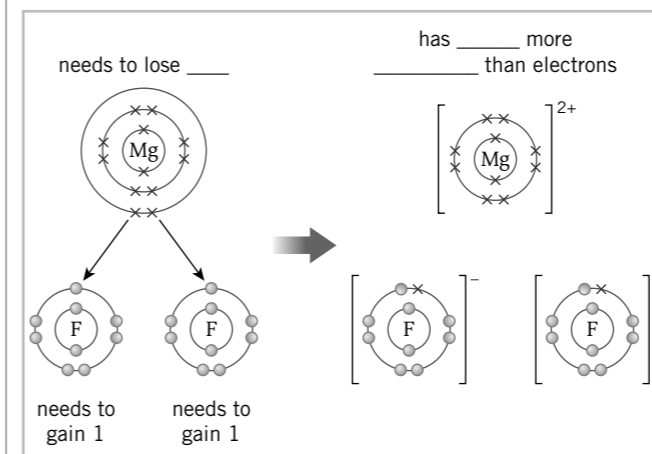 needs to lose ____
has ______ more
__________ than electrons
Mg
Mg
2+
F
F
F
−
F
needs to
gain 1
needs to
gain 1